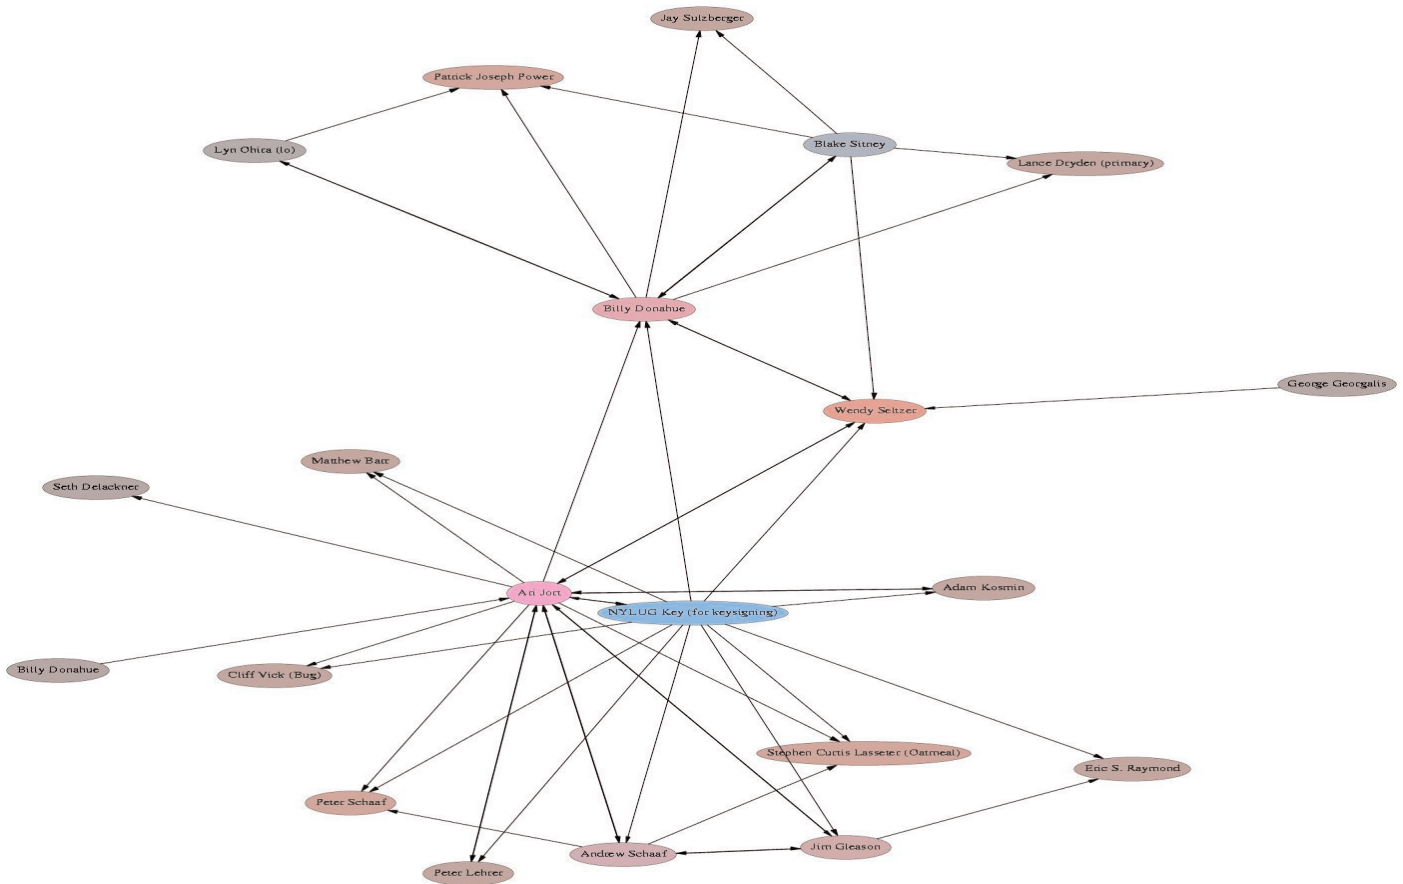 Jay Sulzberger
Patrick Joseph Power
Blake Sitney
Lyn Ohira (lo)
Lance Dryden (primary)
Billy Donahue
George Georgalis
Wendy Seltzer
Matthew Barr
Seth Delackner
Adam Kosmin
Ari Jort
NYLUG Key (for keysigning)
Billy Donahue
Cliff Vick (Bug)
Stephen Curtis Lasseter (Oatmeal)
Eric S. Raymond
Peter Schaaf
Jim Gleason
Andrew Schaaf
Peter Lehrer